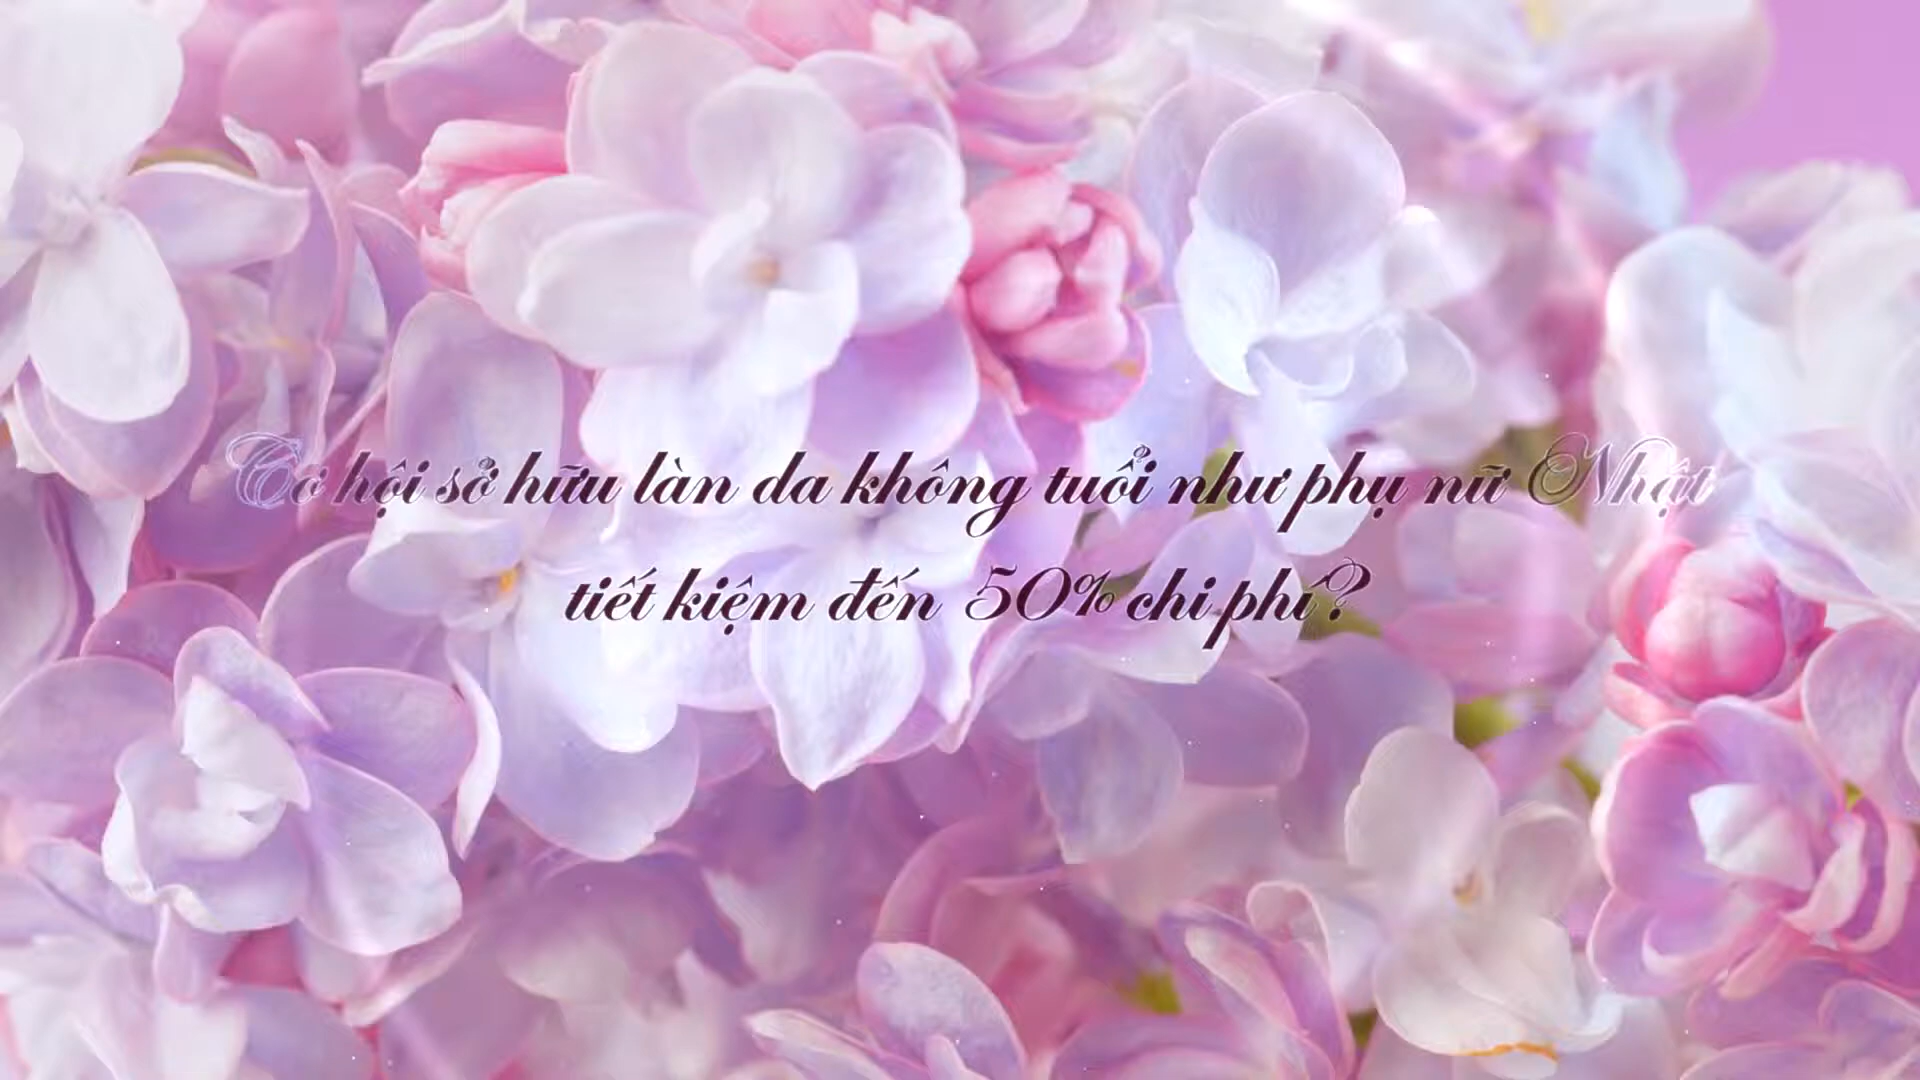 Cơ hội sở hữu làn da không tuổi như phụ nữ Nhật
tiết kiệm đến 50% chi phí?